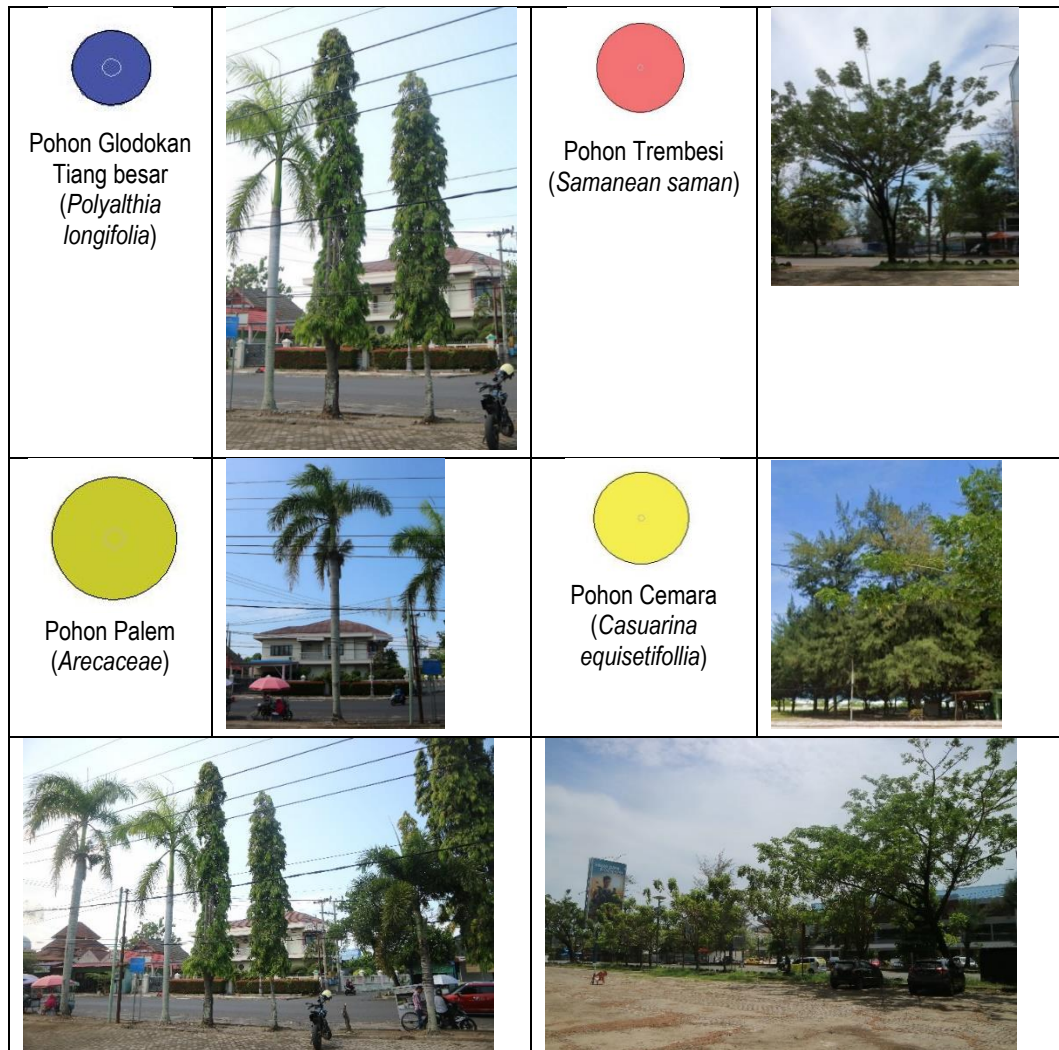 Pohon Glodokan
Tiang besar
(Polyalthia
longifolia)
Pohon Trembesi
(Samanean saman)
Pohon Palem
(Arecaceae)
Pohon Cemara
(Casuarina
equisetifollia)